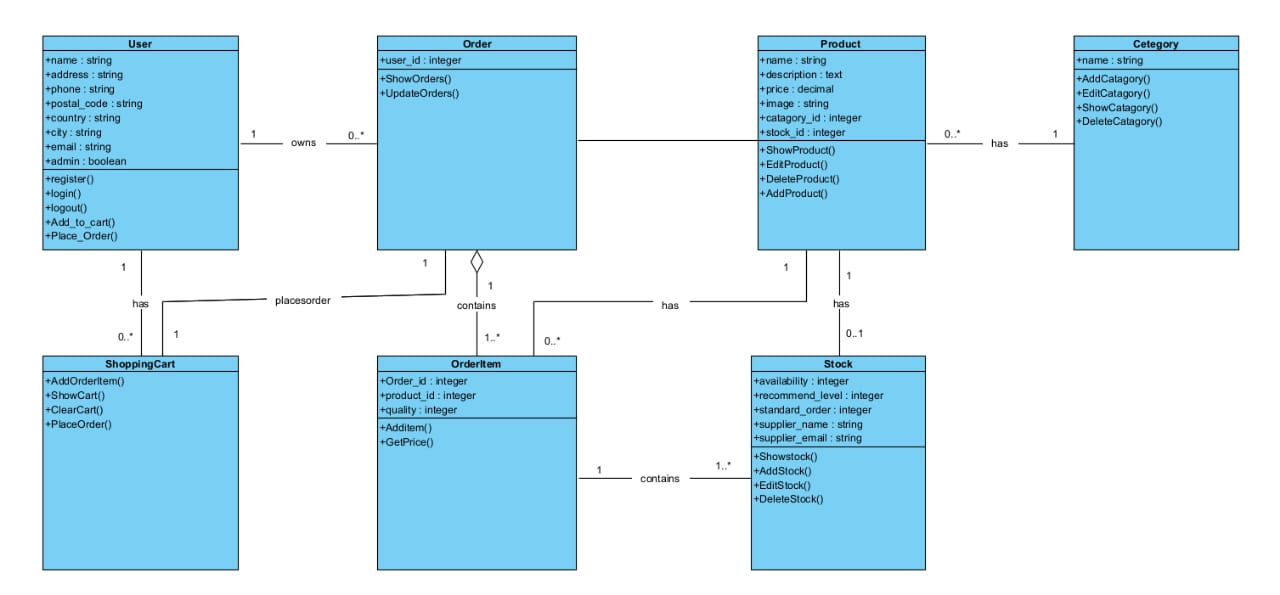 User
+name : string
+address : string
+phone : string
+postal_code : string
+country : string
+city : string
+email : string
+admin : boolean
+register()
+login()
+logout()
+Add_to_cart()
+Place_Order()
1
owns
0..*
Order
+user_id : integer
+ShowOrders()
+UpdateOrders()
Product
+name : string
+description : text
+price : decimal
+image : string
+catagory_id : integer
+stock_id : integer
+ShowProduct()
+EditProduct()
+DeleteProduct()
+AddProduct()
0..*
has
1
Cetegory
+name : string
+AddCatagory()
+EditCatagory()
+ShowCatagory()
+DeleteCatagory()
1
has
0..*
1
placesorder
1
1
contains
1..*
1
has
0..*
1
has
0..1
ShoppingCart
+AddOrderItem()
+ShowCart()
+ClearCart()
+PlaceOrder()
OrderItem
+Order_id : integer
+product_id : integer
+quality : integer
+Additem()
+GetPrice()
1
contains
1..*
Stock
+availability : integer
+recommend_level : integer
+standard_order : integer
+supplier_name : string
+supplier_email : string
+Showstock()
+AddStock()
+EditStock()
+DeleteStock()